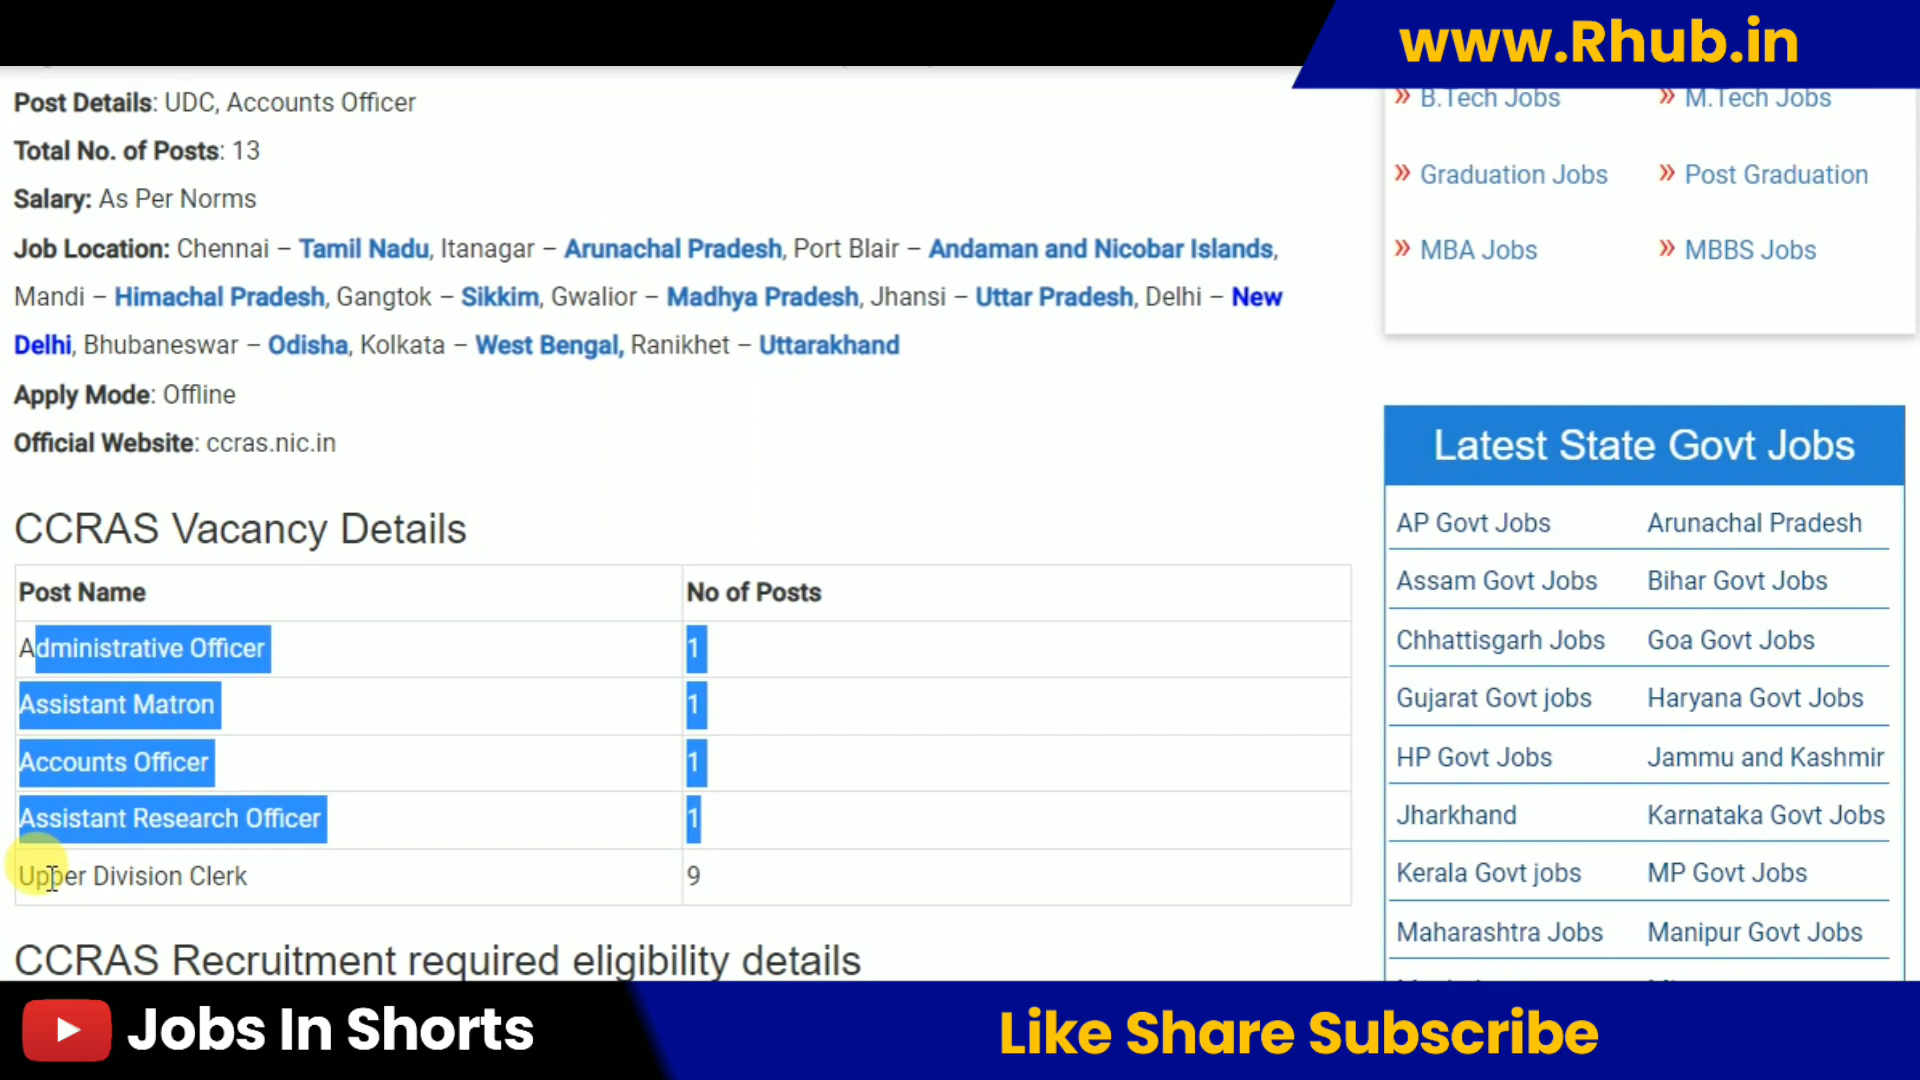 www.Rhub.in
Post Details: UDC, Accounts Officer
Total No. of Posts: 13
Salary: As Per Norms
Job Location: Chennai – Tamil Nadu, Itanagar – Arunachal Pradesh, Port Blair – Andaman and Nicobar Islands,
Mandi – Himachal Pradesh, Gangtok – Sikkim, Gwalior – Madhya Pradesh, Jhansi – Uttar Pradesh, Delhi – New
Delhi, Bhubaneswar – Odisha, Kolkata – West Bengal, Ranikhet – Uttarakhand
Apply Mode: Offline
Official Website: ccras.nic.in
CCRAS Vacancy Details
Post Name No of Posts
Administrative Officer 1
Assistant Matron 1
Accounts Officer 1
Assistant Research Officer 1
Upper Division Clerk 9
CCRAS Recruitment required eligibility details
» B.Tech Jobs » M.Tech Jobs
» Graduation Jobs » Post Graduation
» MBA Jobs » MBBS Jobs
Latest State Govt Jobs
AP Govt Jobs Arunachal Pradesh
Assam Govt Jobs Bihar Govt Jobs
Chhattisgarh Jobs Goa Govt Jobs
Gujarat Govt jobs Haryana Govt Jobs
HP Govt Jobs Jammu and Kashmir
Jharkhand Karnataka Govt Jobs
Kerala Govt jobs MP Govt Jobs
Maharashtra Jobs Manipur Govt Jobs
Jobs In Shorts
Like Share Subscribe